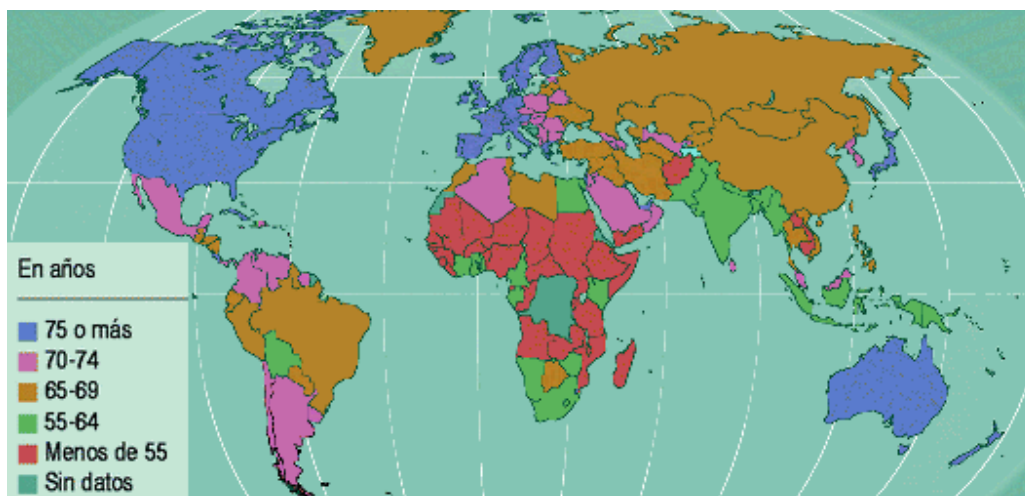 En años
75 o más
70-74
65-69
55-64
Menos de 55
Sin datos